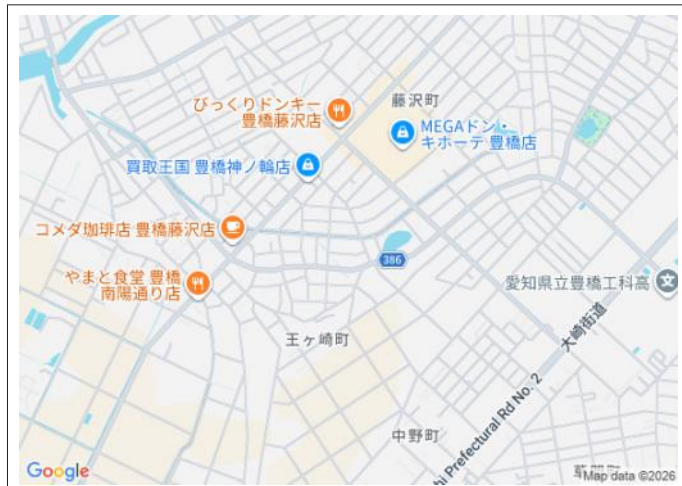 びっくりドンキー
豊橋藤沢店
藤沢町
MEGAドン・
キホーテ 豊橋店
買取王国 豊橋神ノ輪店
コメダ珈琲店 豊橋藤沢店
386
やまと食堂 豊橋
南陽通り店
愛知県立豊橋工科高
文
大崎街道
王ヶ崎町
中野町
hi Prefectural Rd No. 2
Google
Map data ©2026